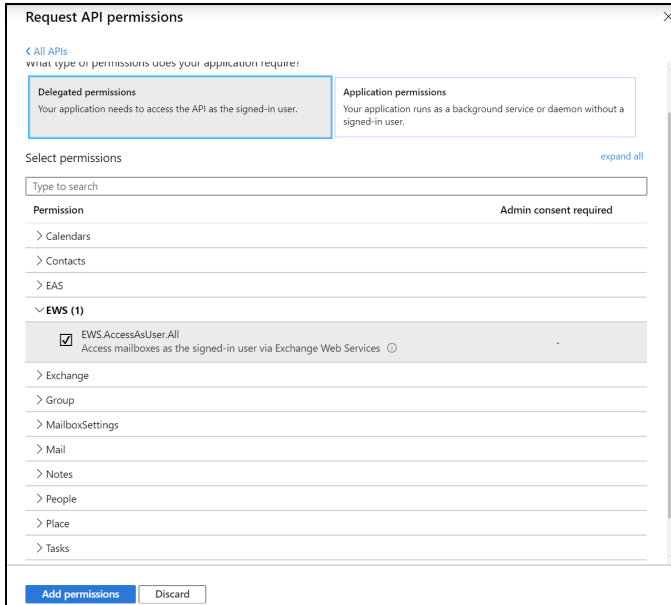 Request API permissions
All APIs
What type of permissions does your application require?
Delegated permissions
Your application needs to access the API as the signed-in user.
Application permissions
Your application runs as a background service or daemon without a
signed-in user.
Select permissions
expand all
Type to search
Permission
Admin consent required
Calendars
Contacts
EAS
EWS (1)
EWS.AccessAsUser.All
Access mailboxes as the signed-in user via Exchange Web Services
-
Exchange
Group
MailboxSettings
Mail
Notes
People
Place
Tasks
Add permissions
Discard